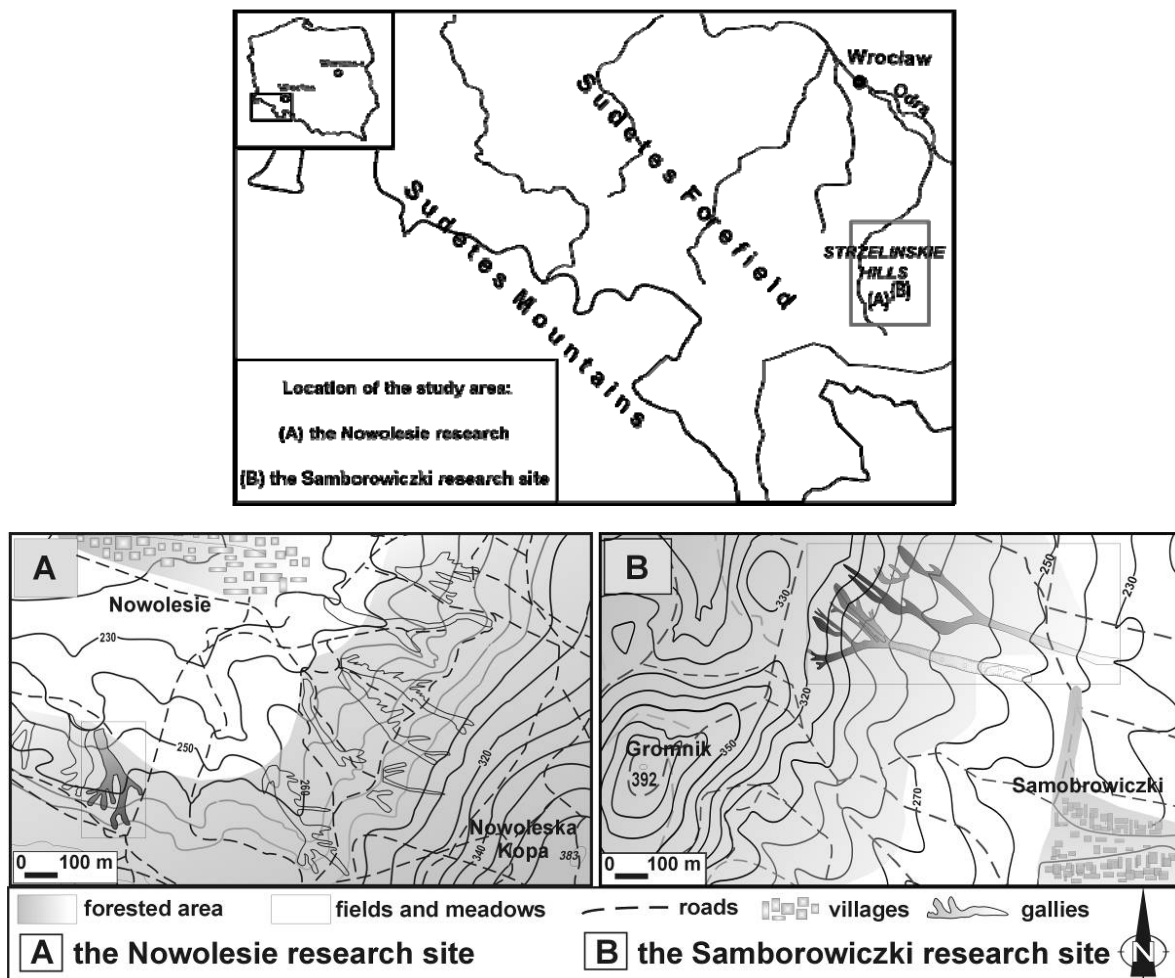 Wrocław
Odra
Sudetes Forefield
Sudetes Mountains
STRZELINSKIE
HILLS
(A) (B)
Location of the study area:
(A) the Nowolesie research
(B) the Samborowiczki research site
A
Nowolesie
230
250
260
320
340
Nowoleska
Kopa
383
0 100 m
B
330
250
230
320
350
Gromnik
392
270
Samobrowiczki
0 100 m
forested area
fields and meadows
roads
villages
gallies
A the Nowolesie research site
B the Samborowiczki research site
N